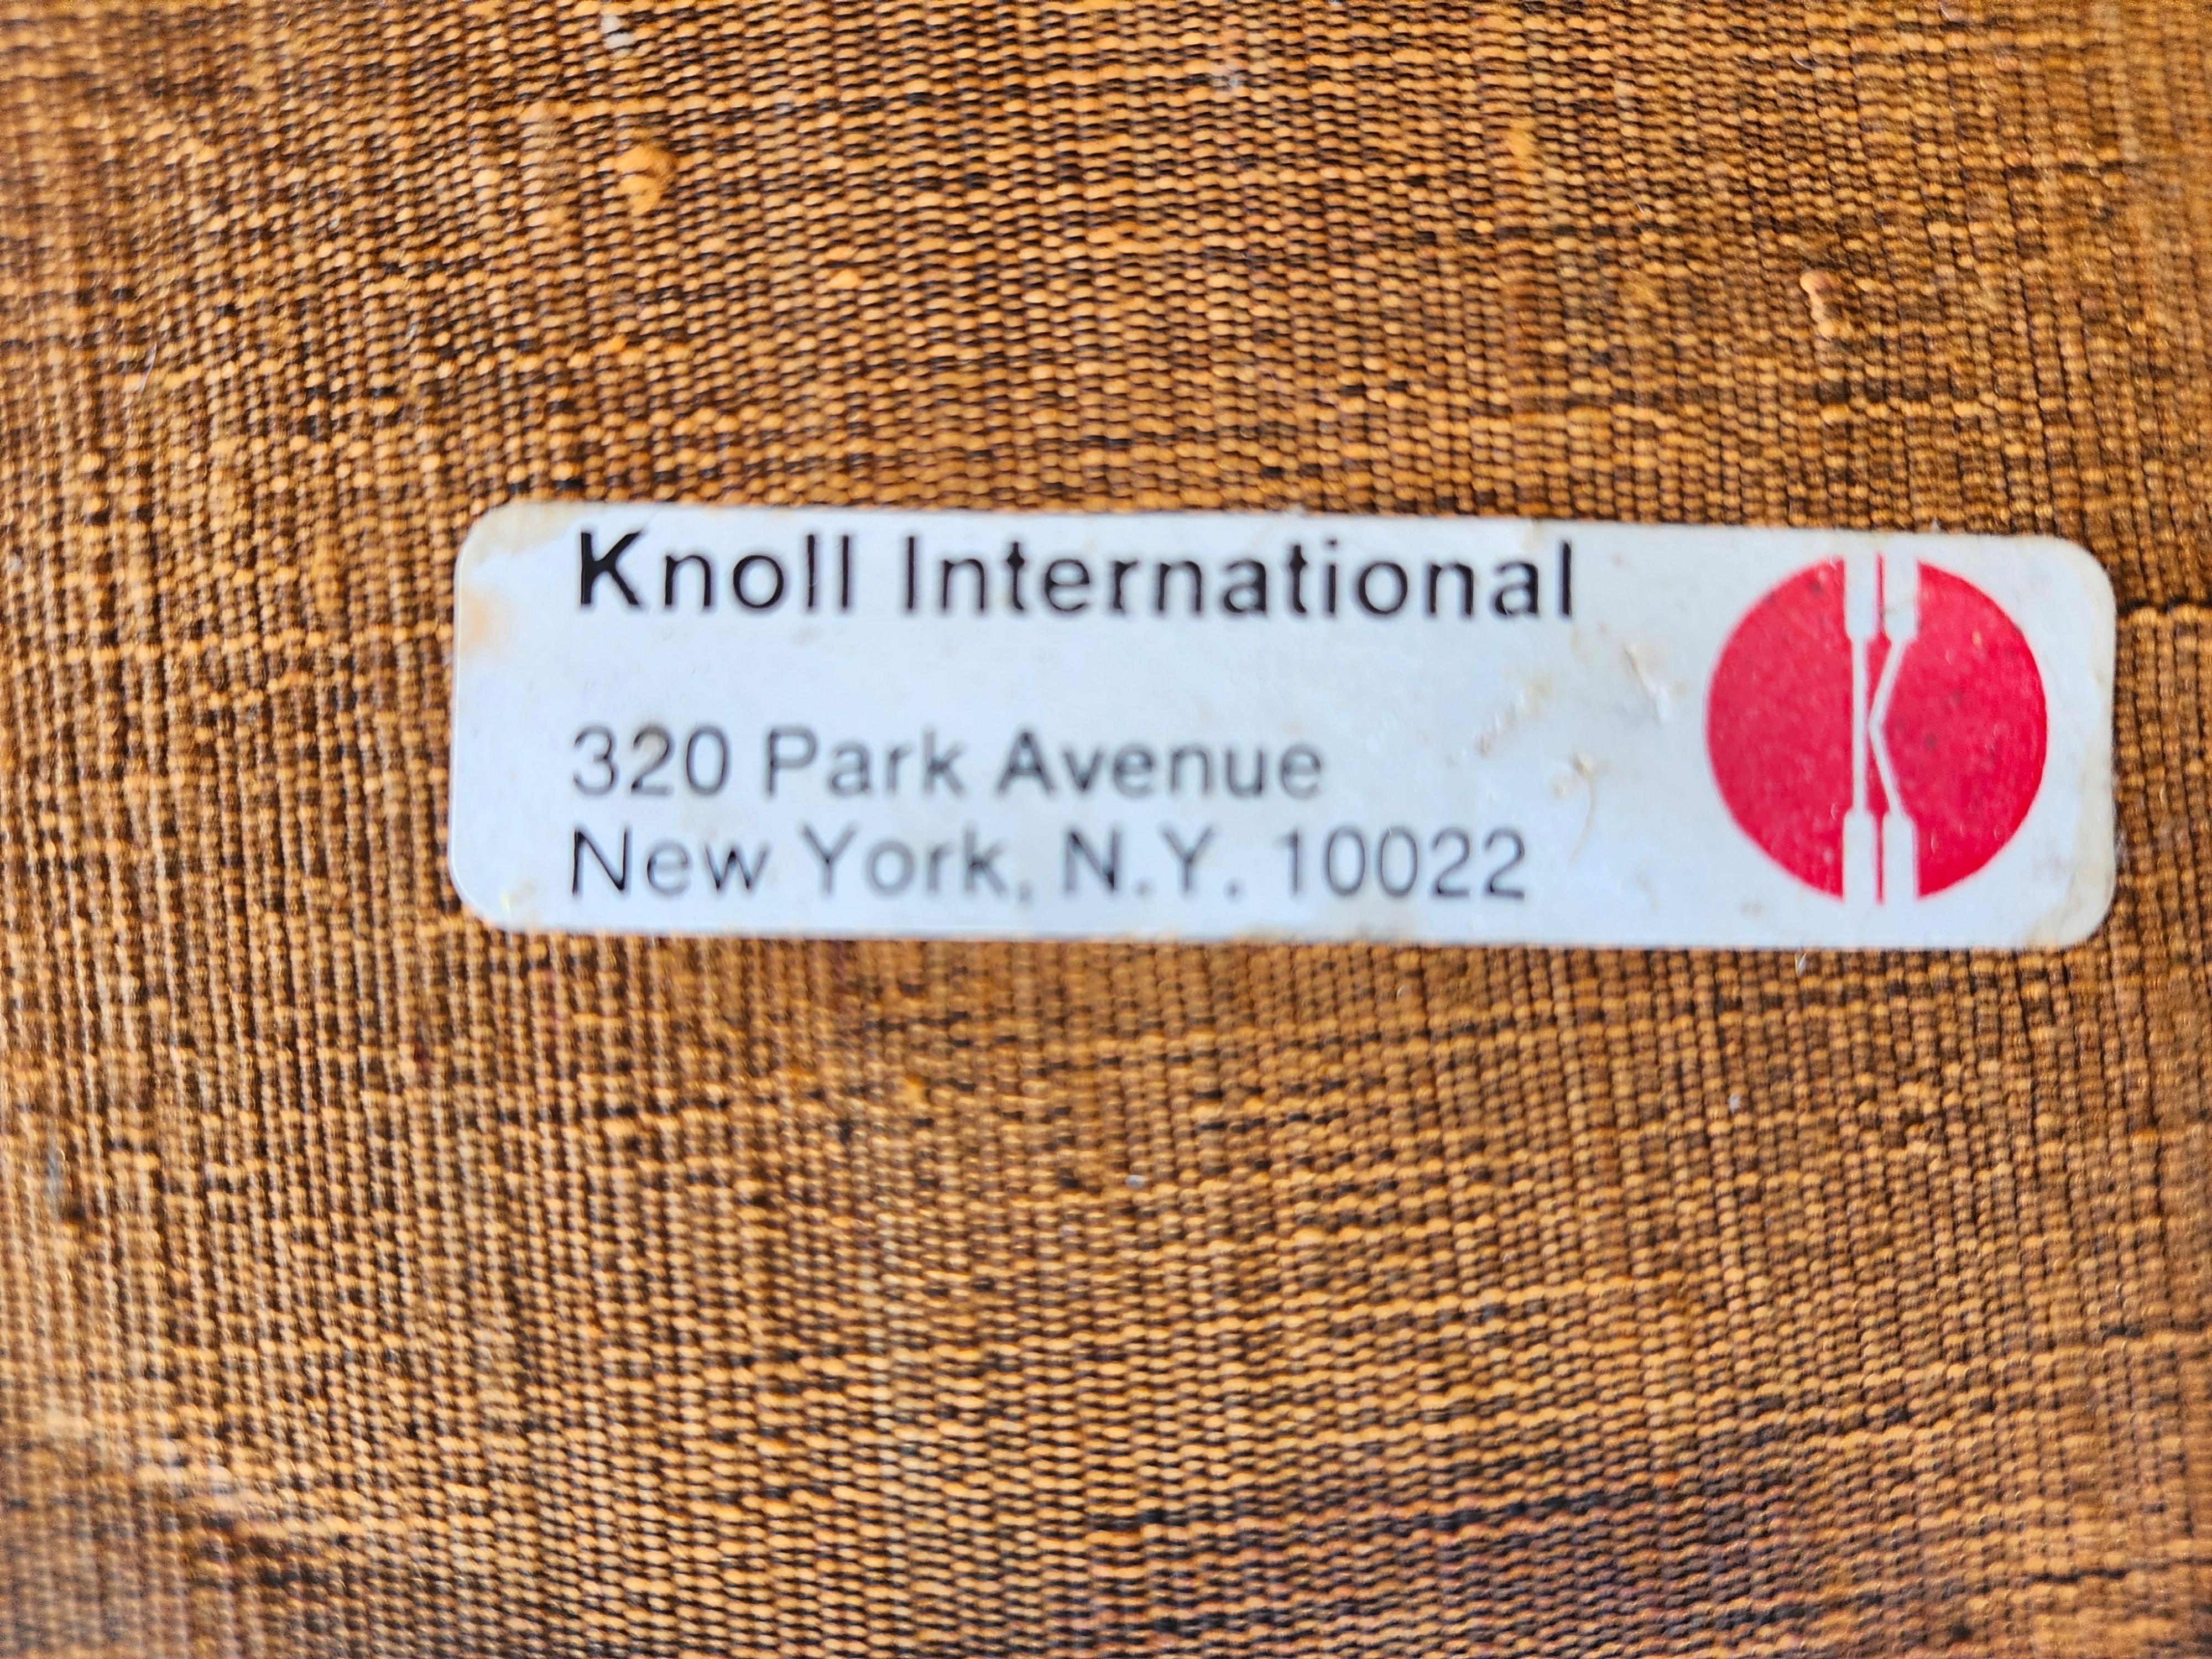 Knoll International
320 Park Avenue
New York, N.Y. 10022
K